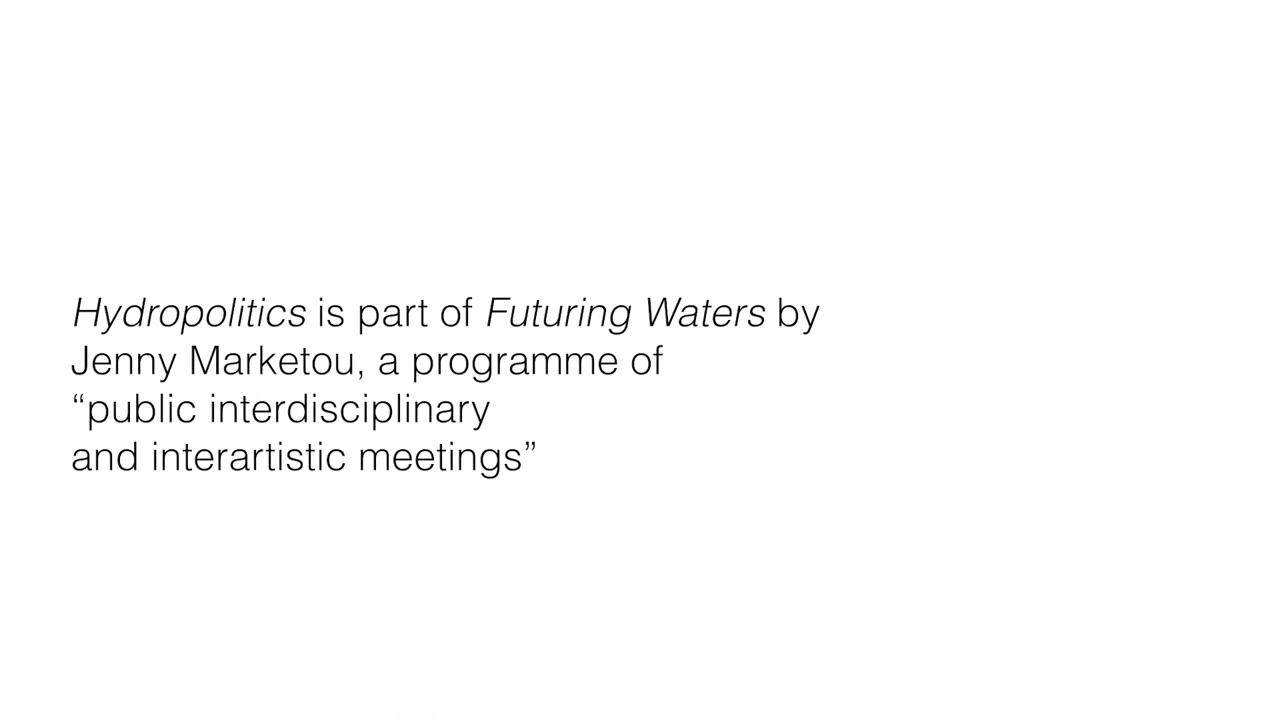 Hydropolitics is part of Futuring Waters by
Jenny Marketou, a programme of
“public interdisciplinary
and interartistic meetings”